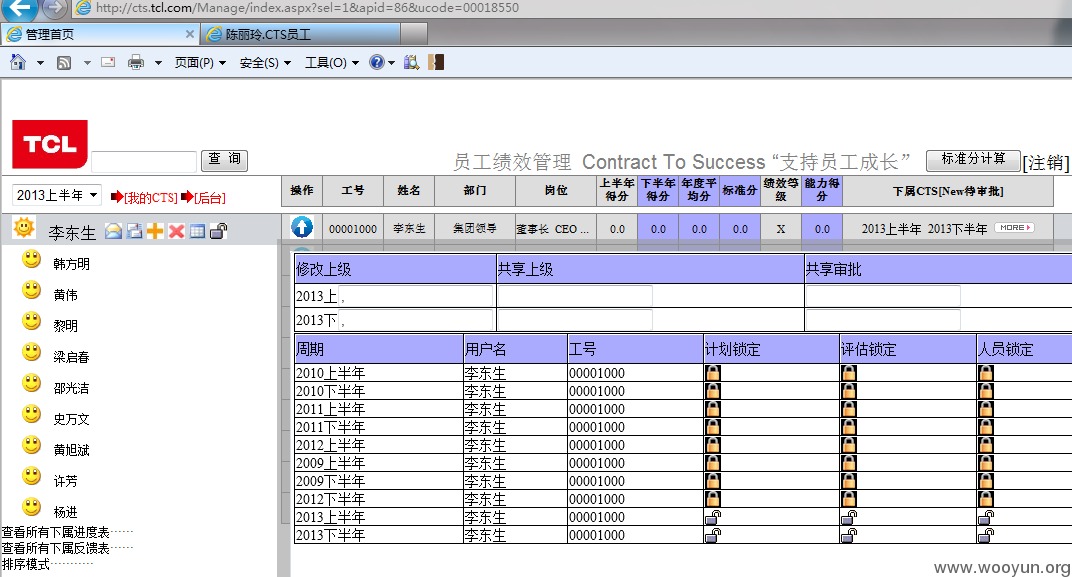 http://cts.tcl.com/Manage/index.aspx?sel=1&apid=86&ucode=00018550
管理首页 陈丽玲.CTS员工
页面(P) 安全(S) 工具(O)
TCL
查 询 员工绩效管理 Contract To Success “支持员工成长” 标准分计算 [注销]
2013上半年 [我的CTS] [后台]
操作 工号 姓名 部门 岗位 上半年得分 下半年得分 年度平均分 标准分 绩效等级 能力得分 下属CTS[New待审批]
李东生 00001000 李东生 集团领导 董事长 CEO ... 0.0 0.0 0.0 0.0 X 0.0 2013上半年 2013下半年 MORE
韩方明
黄伟
黎明
梁启春
邵光洁
史万文
黄旭斌
许芳
杨进
查看所有下属进度表······
查看所有下属反馈表······
排序模式···········
修改上级 共享上级 共享审批
2013上 ,
2013下 ,
周期 用户名 工号 计划锁定 评估锁定 人员锁定
2010上半年 李东生 00001000
2010下半年 李东生 00001000
2011上半年 李东生 00001000
2011下半年 李东生 00001000
2012上半年 李东生 00001000
2009上半年 李东生 00001000
2009下半年 李东生 00001000
2012下半年 李东生 00001000
2013上半年 李东生 00001000
2013下半年 李东生 00001000
www.wooyun.org